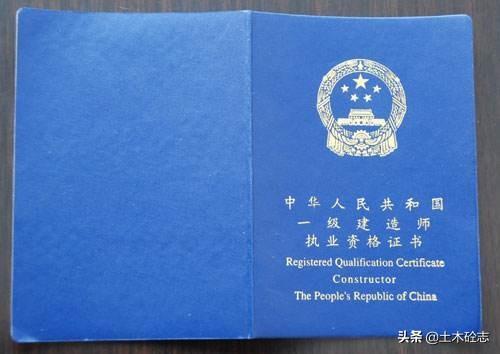 中华人民共和国
一级建造师
执业资格证书
Registered Qualification Certificate
Constructor
The People's Republic of China
头条 @土木砼志